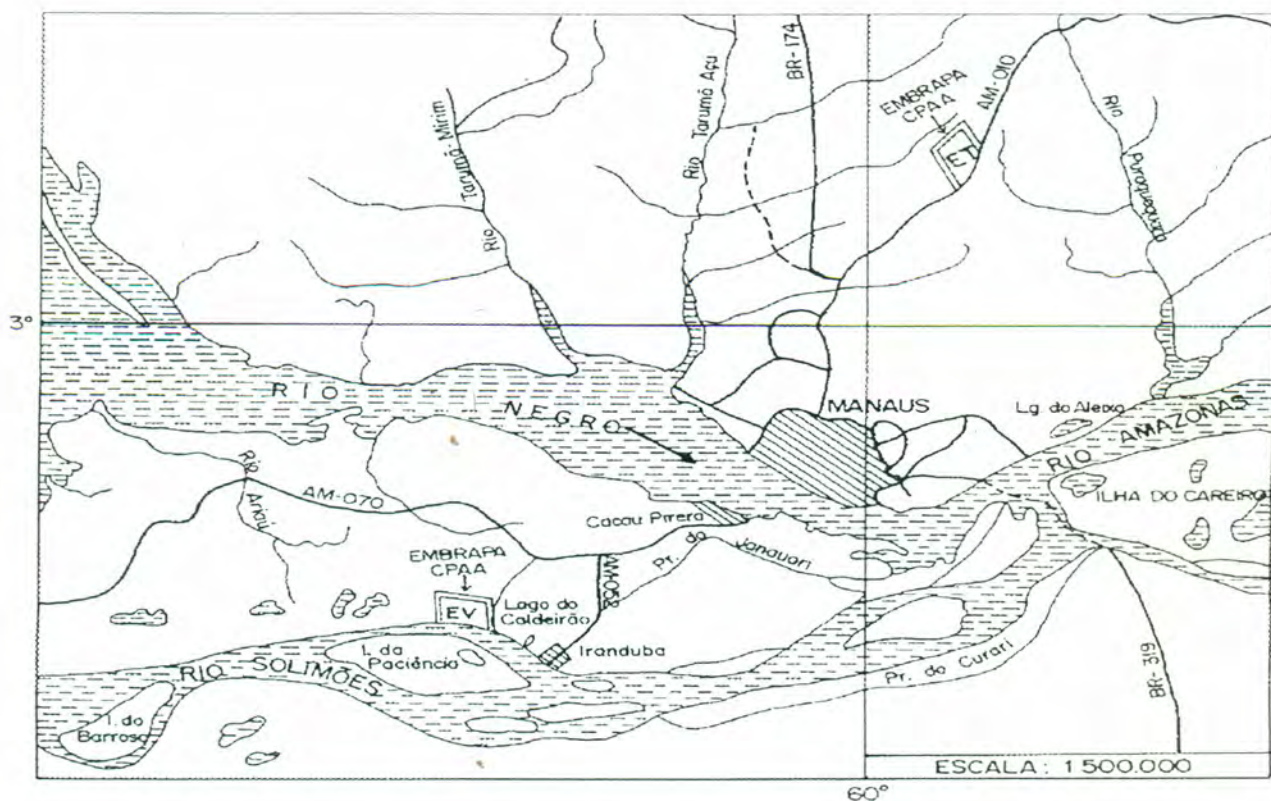 BR-174
AM-010
EMBRAPA
CPAA
ET
Rio Tarumã-Mirim
Rio Tarumã Açu
Rio
3°
RIO NEGRO
MANAUS
Lg. do Aleixo
RIO AMAZONAS
ILHA DO CAREIRO
Rio Ariaú
AM-070
Cacau Pirera
Pr. do Janauari
EMBRAPA
CPAA
EV
Lago do
Caldeirão
AM-052
Iranduba
I. da
Paciência
RIO SOLIMÕES
Pr. do Curari
BR-319
I. do
Barroso
ESCALA: 1 500.000
60°